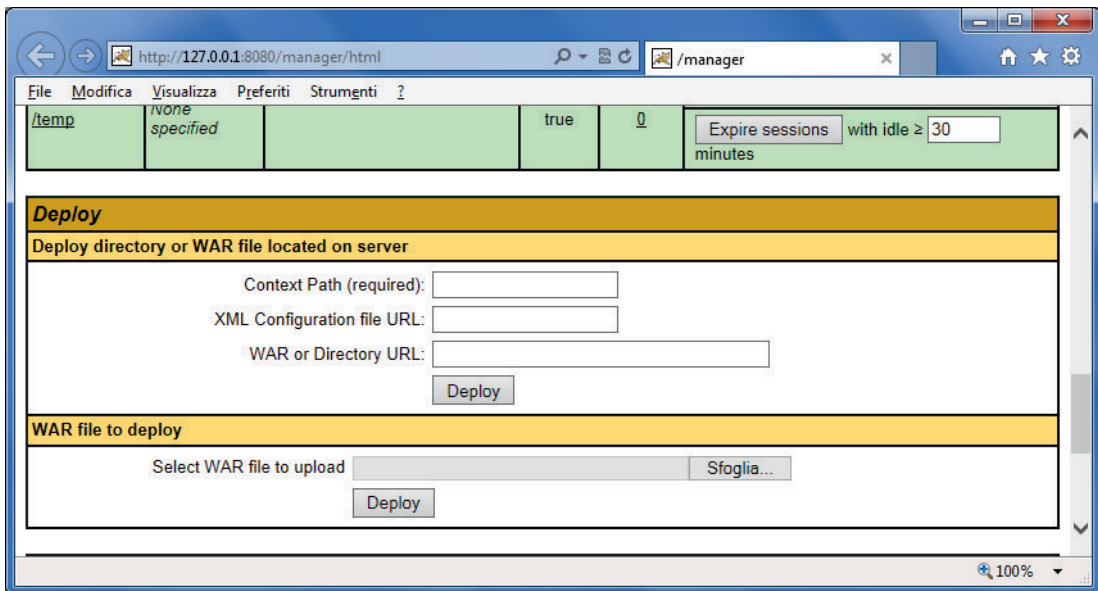 http://127.0.0.1:8080/manager/html
/manager
File Modifica Visualizza Preferiti Strumenti ?
/temp None specified true 0 Expire sessions with idle ≥ 30 minutes
Deploy
Deploy directory or WAR file located on server
Context Path (required):
XML Configuration file URL:
WAR or Directory URL:
Deploy
WAR file to deploy
Select WAR file to upload Sfoglia...
Deploy
100%